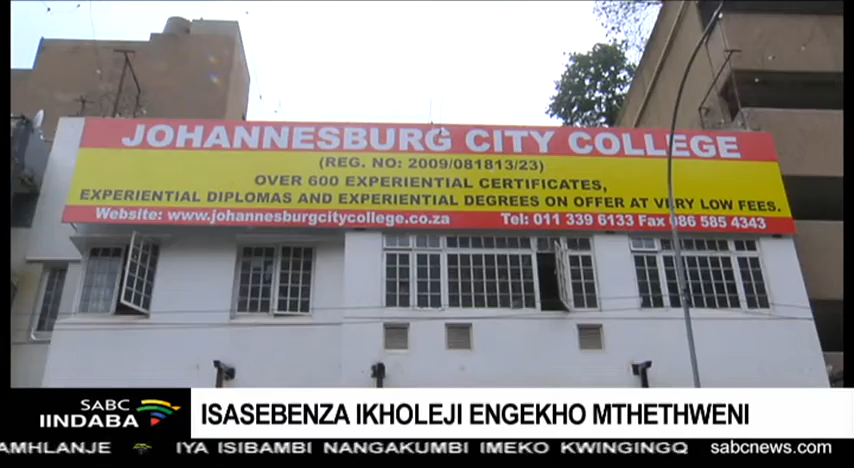 JOHANNESBURG CITY COLLEGE
(REG. NO: 2009/081813/23)
OVER 600 EXPERIENTIAL CERTIFICATES,
EXPERIENTIAL DIPLOMAS AND EXPERIENTIAL DEGREES ON OFFER AT VERY LOW FEES.
Website: www.johannesburgcitycollege.co.za Tel: 011 339 6133 Fax 086 585 4343
SABC
IINDABA
ISASEBENZA IKHOLEJI ENGEKHO MTHETHWENI
AMHLANJE IYA ISIBAMBI NANGAKUMBI IMEKO KWINGINGQ
sabcnews.com